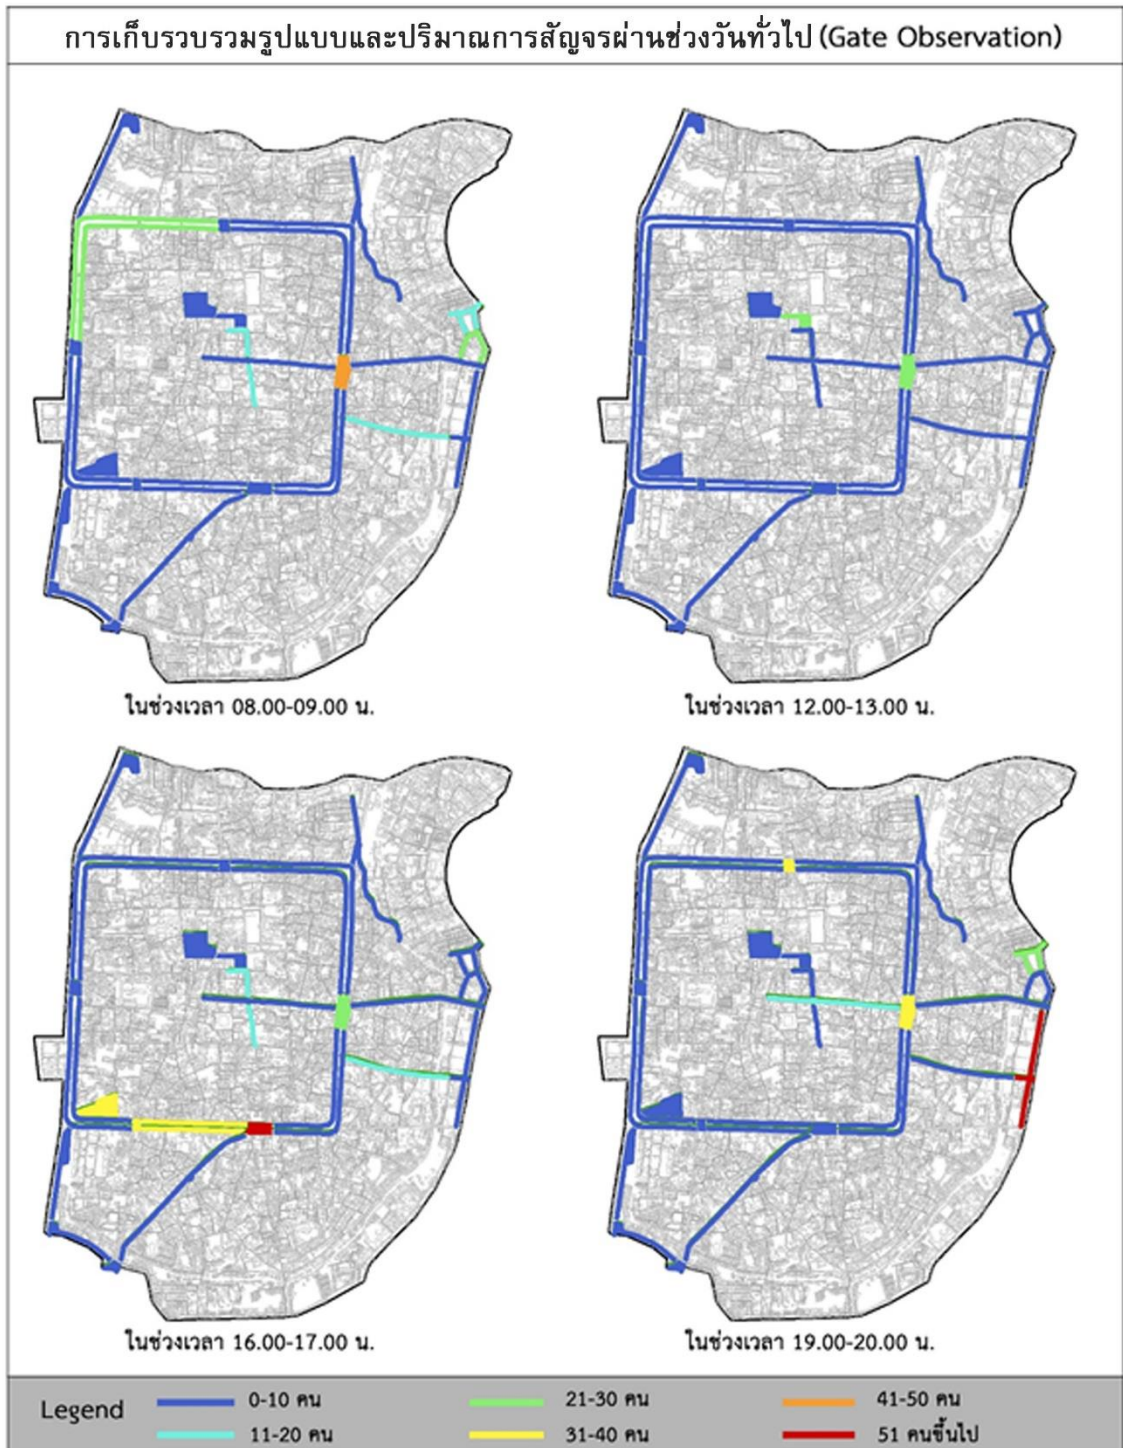 การเก็บรวบรวมรูปแบบและปริมาณการสัญจรผ่านช่วงวันทั่วไป (Gate Observation)
ในช่วงเวลา 08.00-09.00 น.
ในช่วงเวลา 12.00-13.00 น.
ในช่วงเวลา 16.00-17.00 น.
ในช่วงเวลา 19.00-20.00 น.
Legend
0-10 คน
21-30 คน
41-50 คน
11-20 คน
31-40 คน
51 คนขึ้นไป